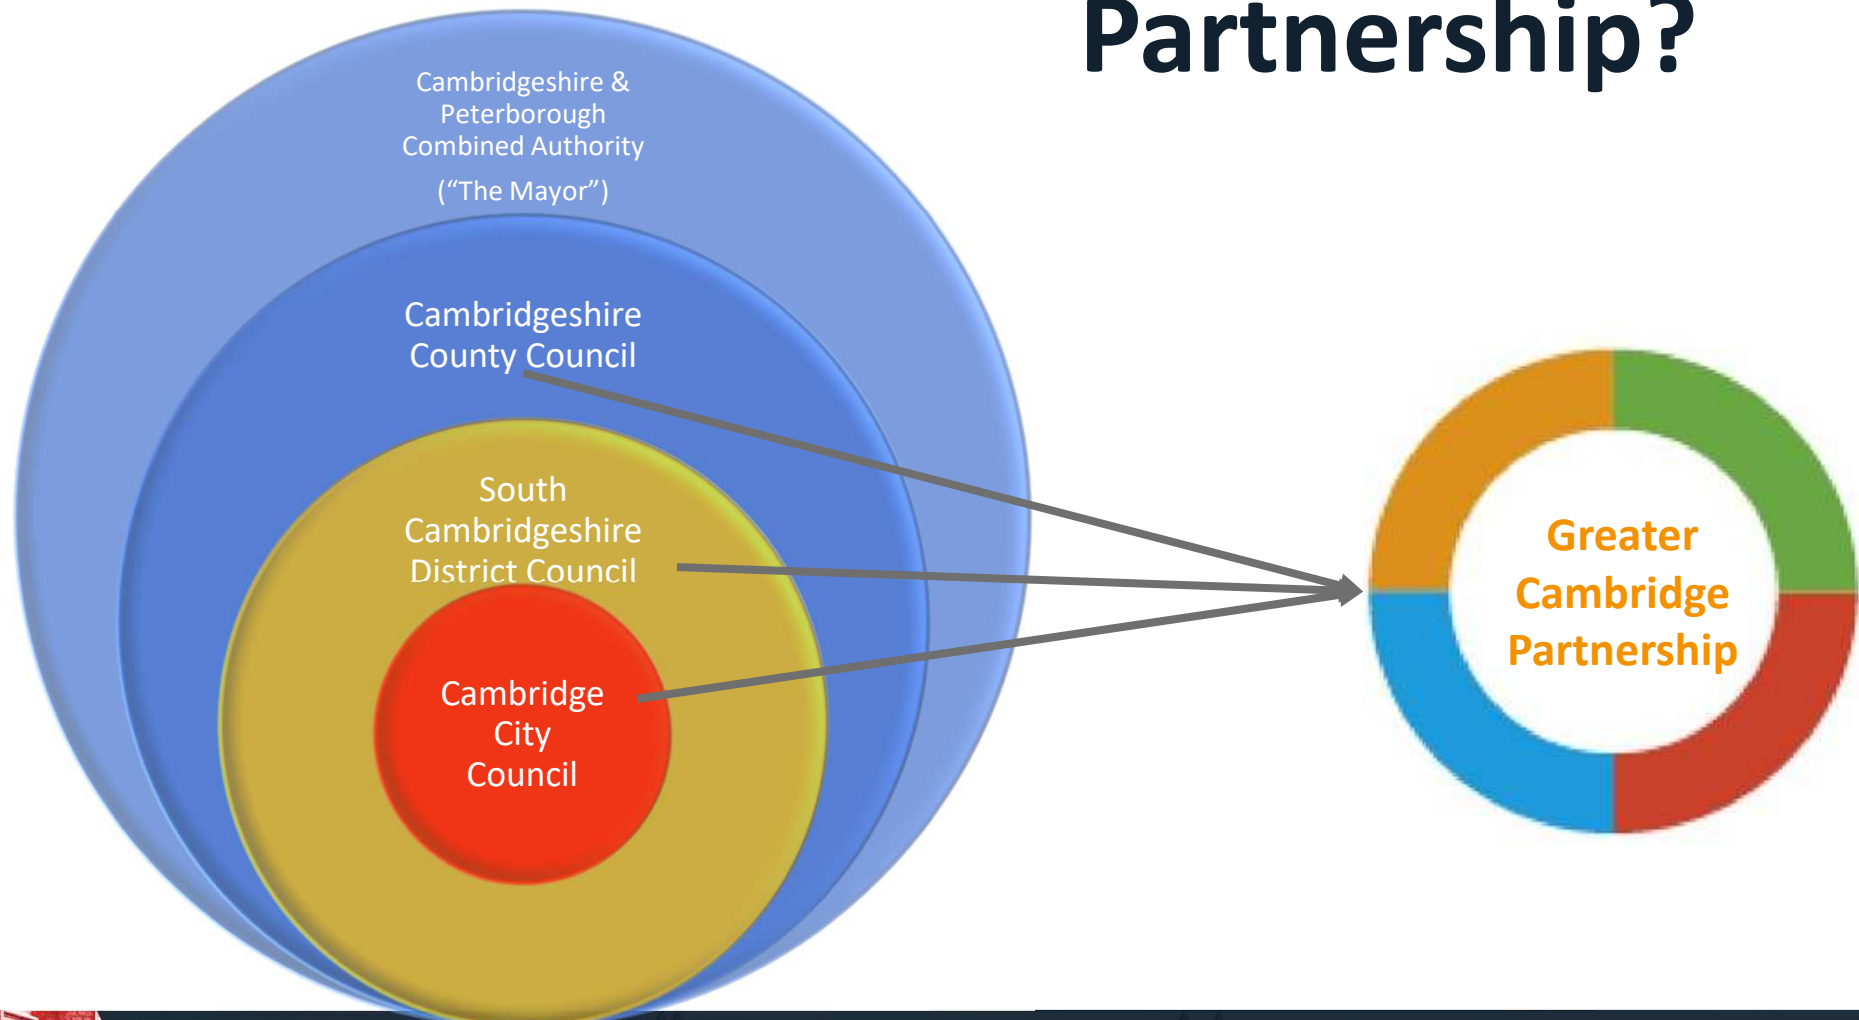 Partnership?
Cambridgeshire &
Peterborough
Combined Authority
(“The Mayor”)
Cambridgeshire
County Council
South
Cambridgeshire
District Council
Cambridge
City
Council
Greater
Cambridge
Partnership